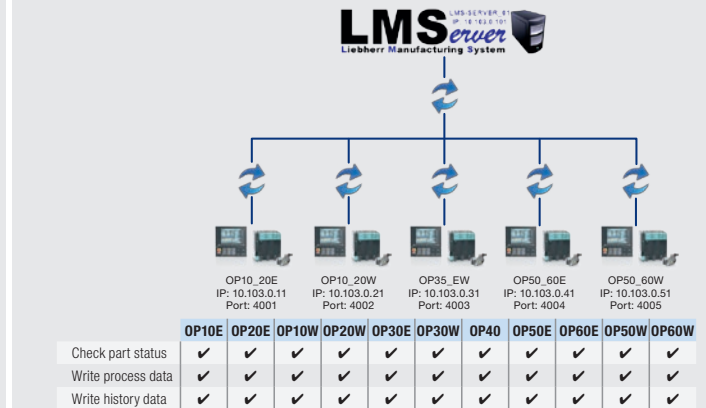 LMServer
LMS-SERVER_01
IP: 10.103.0.101
Liebherr Manufacturing System
OP10_20E
IP: 10.103.0.11
Port: 4001
OP10_20W
IP: 10.103.0.21
Port: 4002
OP35_EW
IP: 10.103.0.31
Port: 4003
OP50_60E
IP: 10.103.0.41
Port: 4004
OP50_60W
IP: 10.103.0.51
Port: 4005
OP10E OP20E OP10W OP20W OP30E OP30W OP40 OP50E OP60E OP50W OP60W
Check part status ✔ ✔ ✔ ✔ ✔ ✔ ✔ ✔ ✔ ✔ ✔
Write process data ✔ ✔ ✔ ✔ ✔ ✔ ✔ ✔ ✔ ✔ ✔
Write history data ✔ ✔ ✔ ✔ ✔ ✔ ✔ ✔ ✔ ✔ ✔